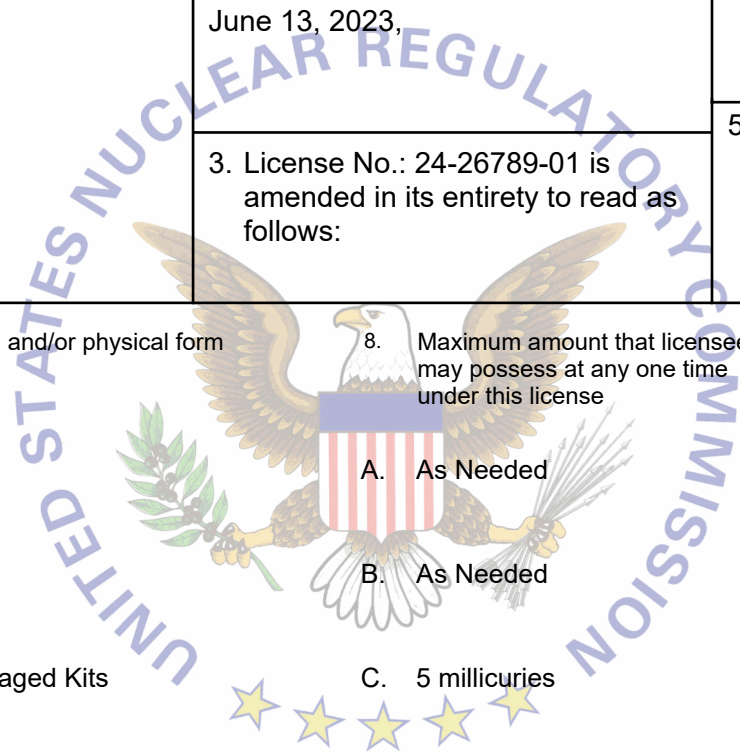 June 13, 2023,
UNITED STATES NUCLEAR REGULATORY COMMISSION
5
3. License No.: 24-26789-01 is
amended in its entirety to read as
follows:
and/or physical form
8. Maximum amount that licensee
may possess at any one time
under this license
A. As Needed
B. As Needed
aged Kits
C. 5 millicuries